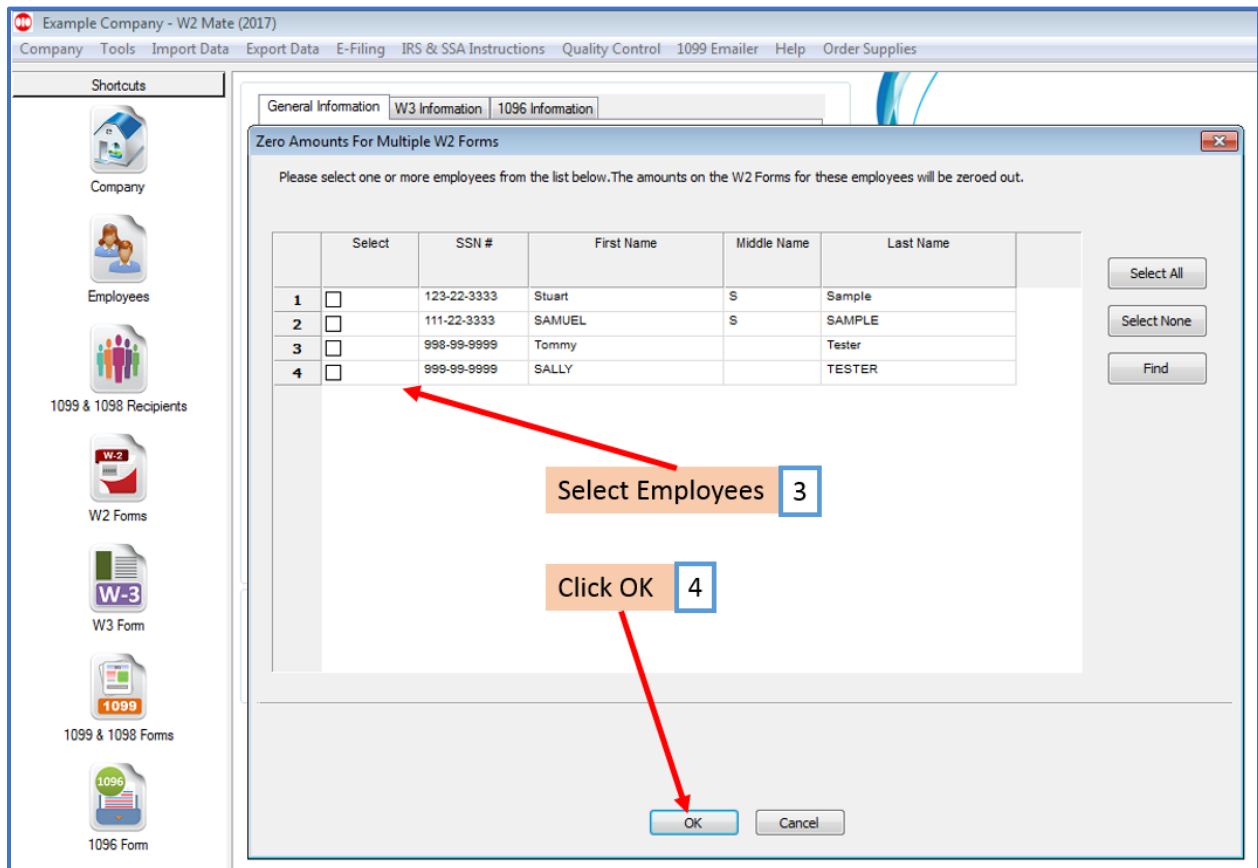 Example Company - W2 Mate (2017)
Company Tools Import Data Export Data E-Filing IRS & SSA Instructions Quality Control 1099 Emailer Help Order Supplies
Shortcuts
Company
Employees
1099 & 1098 Recipients
W-2
W2 Forms
W-3
W3 Form
1099
1099 & 1098 Forms
1096
1096 Form
General Information W3 Information 1096 Information
Zero Amounts For Multiple W2 Forms
Please select one or more employees from the list below.The amounts on the W2 Forms for these employees will be zeroed out.
Select SSN # First Name Middle Name Last Name
1 123-22-3333 Stuart S Sample
2 111-22-3333 SAMUEL S SAMPLE
3 998-99-9999 Tommy Tester
4 999-99-9999 SALLY TESTER
Select All
Select None
Find
Select Employees 3
Click OK 4
OK Cancel